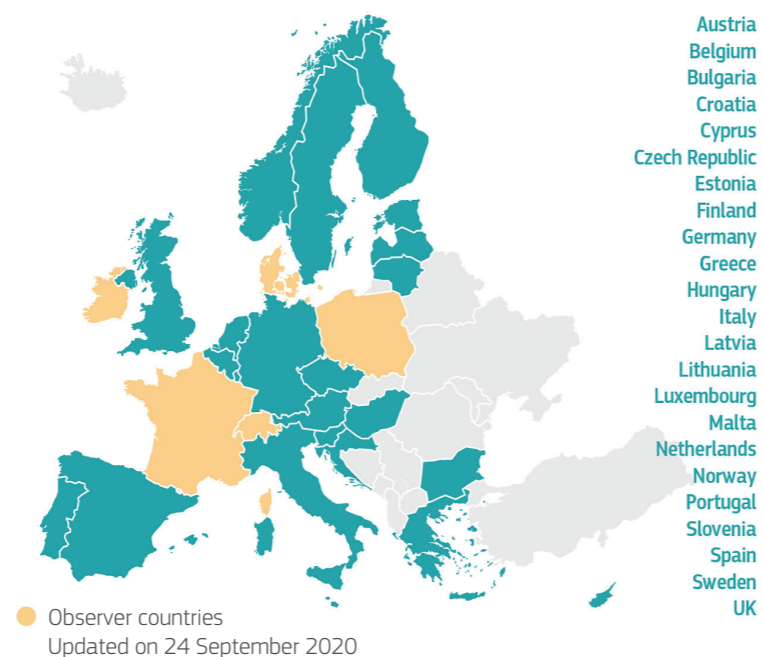 Austria
Belgium
Bulgaria
Croatia
Cyprus
Czech Republic
Estonia
Finland
Germany
Greece
Hungary
Italy
Latvia
Lithuania
Luxembourg
Malta
Netherlands
Norway
Portugal
Slovenia
Spain
Sweden
UK
Observer countries
Updated on 24 September 2020